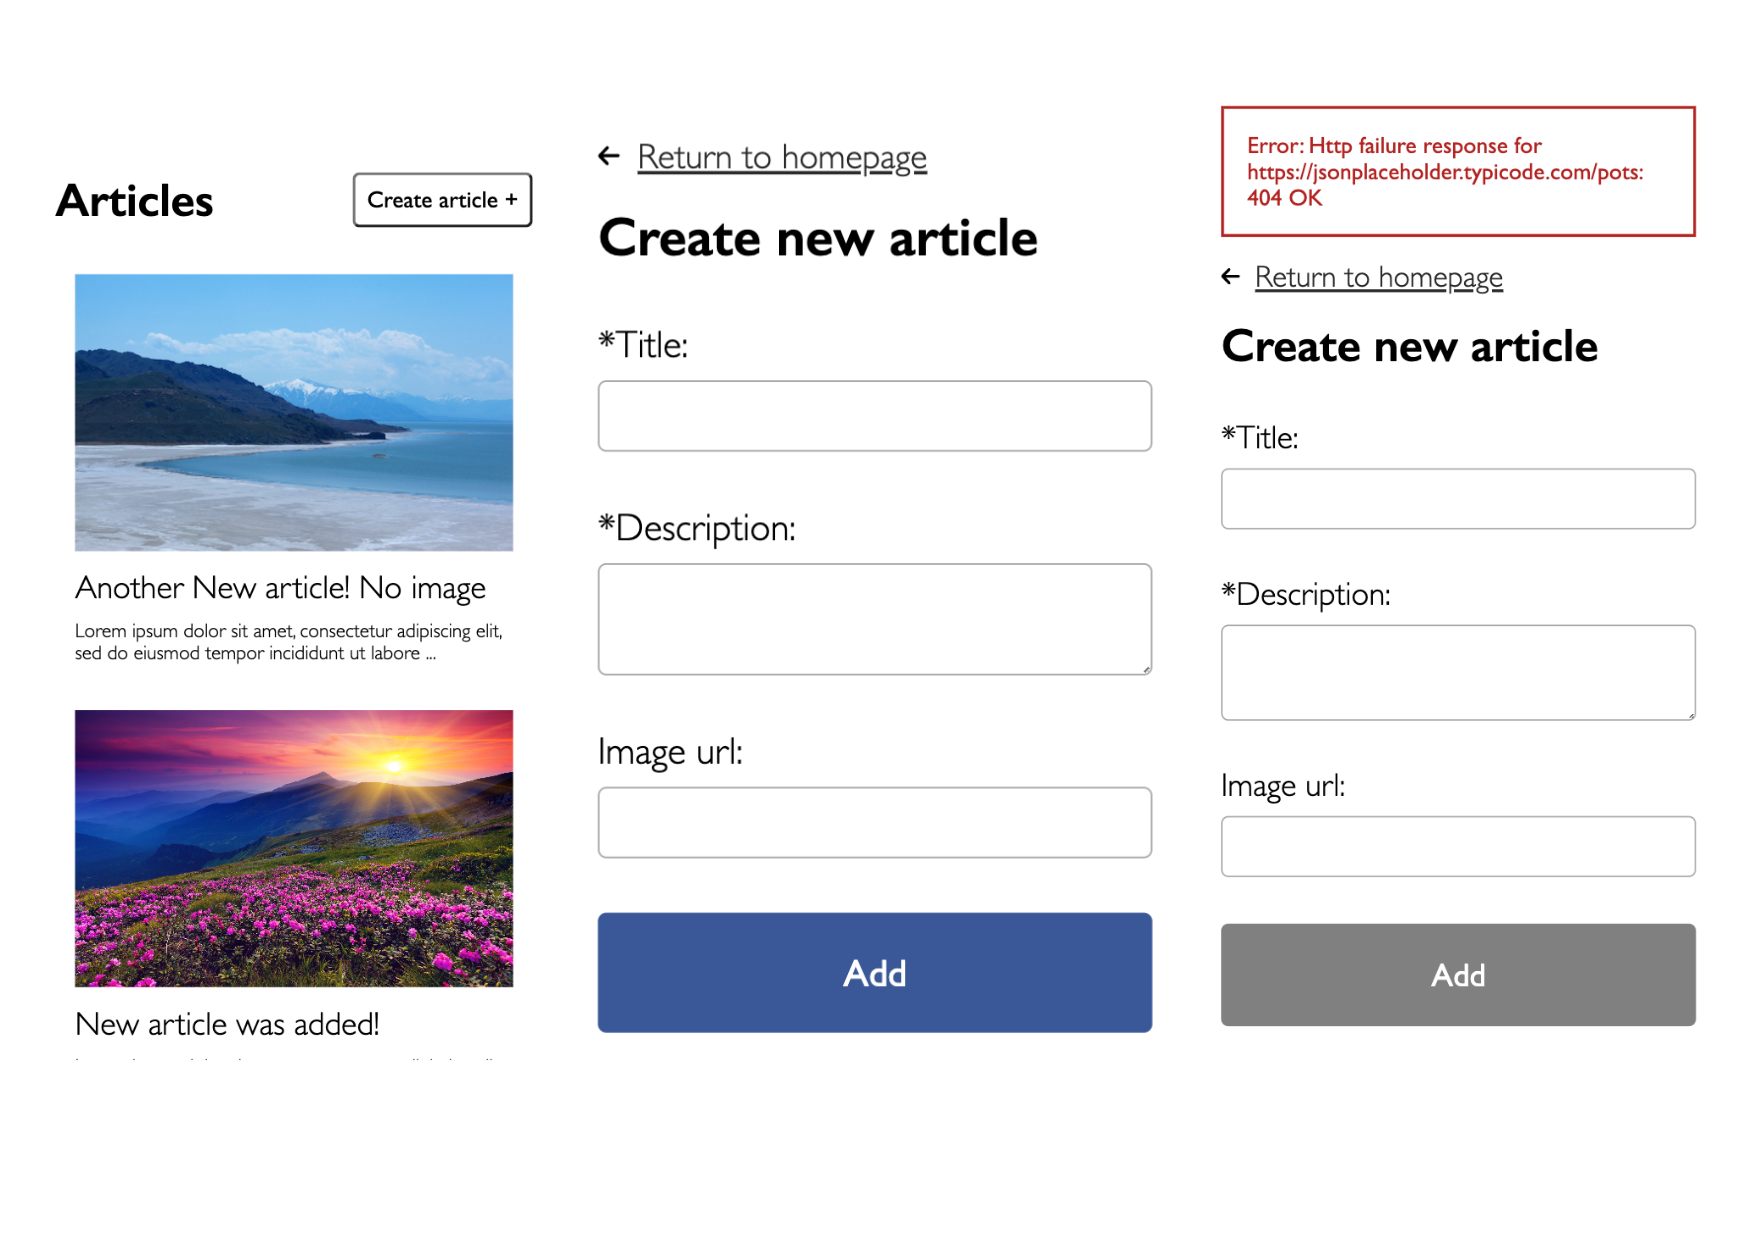 Articles
Create article +
Another New article! No image
Lorem ipsum dolor sit amet, consectetur adipiscing elit,
sed do eiusmod tempor incididunt ut labore ...
New article was added!
← Return to homepage
Create new article
*Title:
*Description:
Image url:
Add
Error: Http failure response for
https://jsonplaceholder.typicode.com/pots:
404 OK
← Return to homepage
Create new article
*Title:
*Description:
Image url:
Add